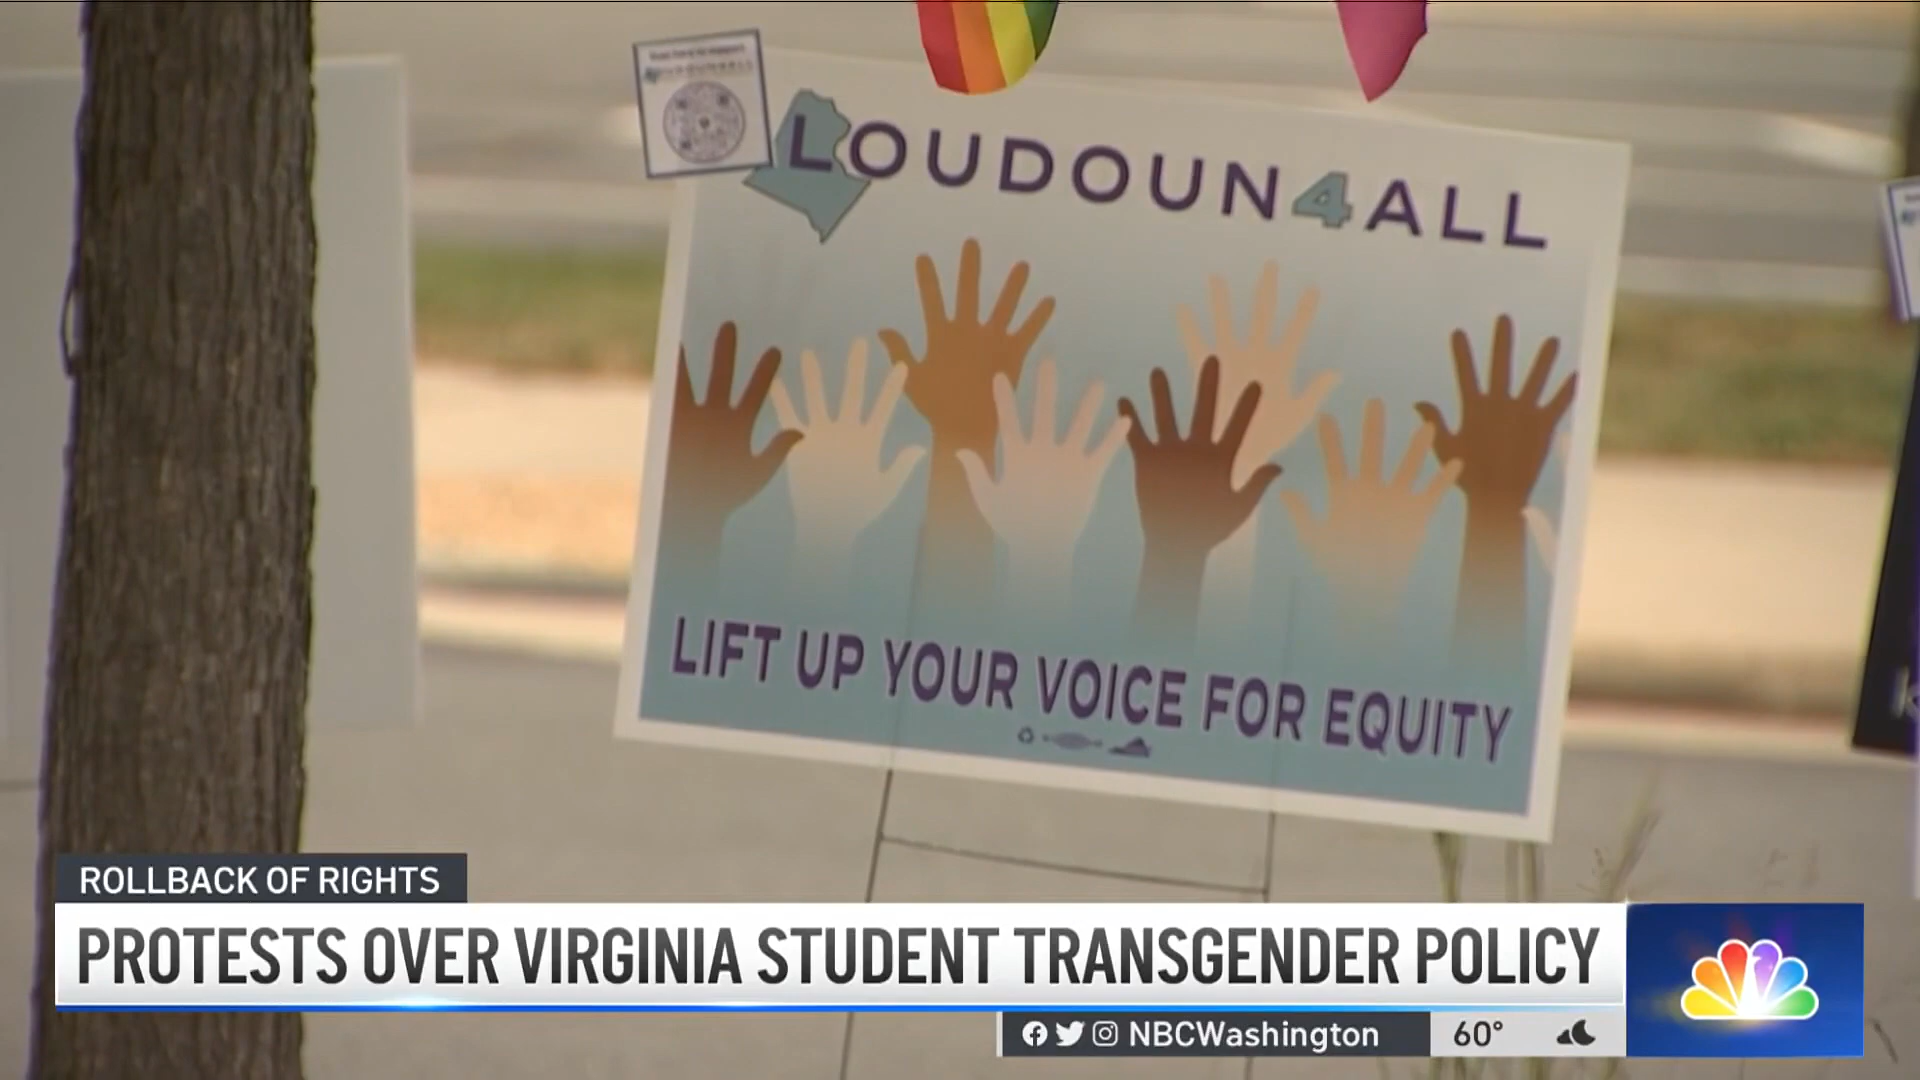 LOUDOUN4ALL
LIFT UP YOUR VOICE FOR EQUITY
ROLLBACK OF RIGHTS
PROTESTS OVER VIRGINIA STUDENT TRANSGENDER POLICY
NBCWashington
60°